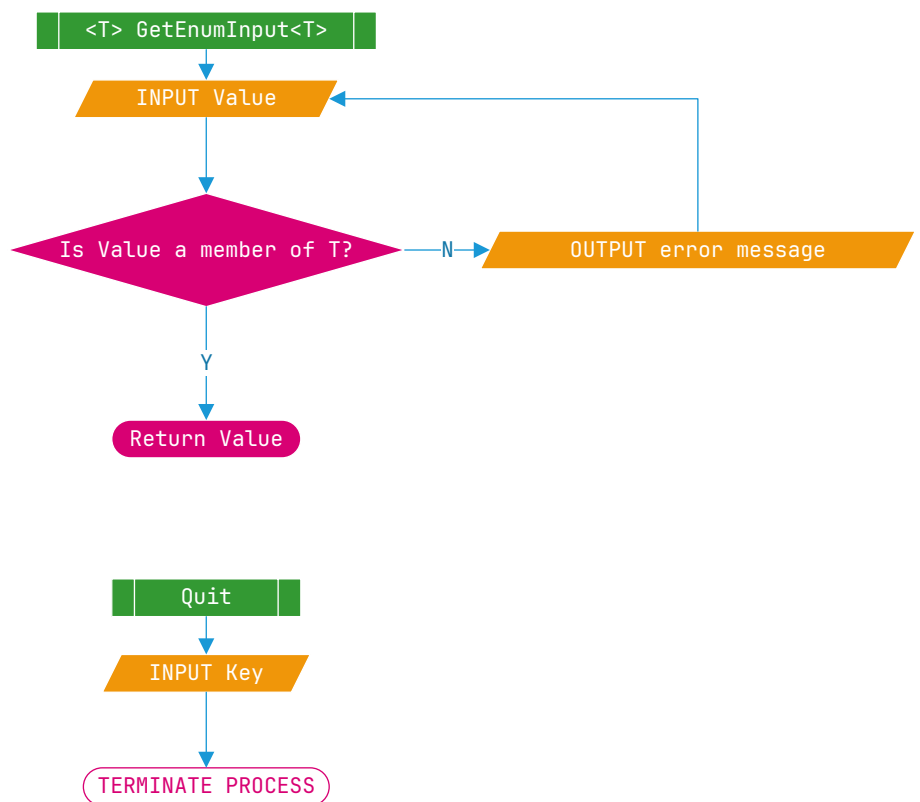 <T> GetEnumInput<T>
INPUT Value
Is Value a member of T?
N
OUTPUT error message
Y
Return Value
Quit
INPUT Key
TERMINATE PROCESS